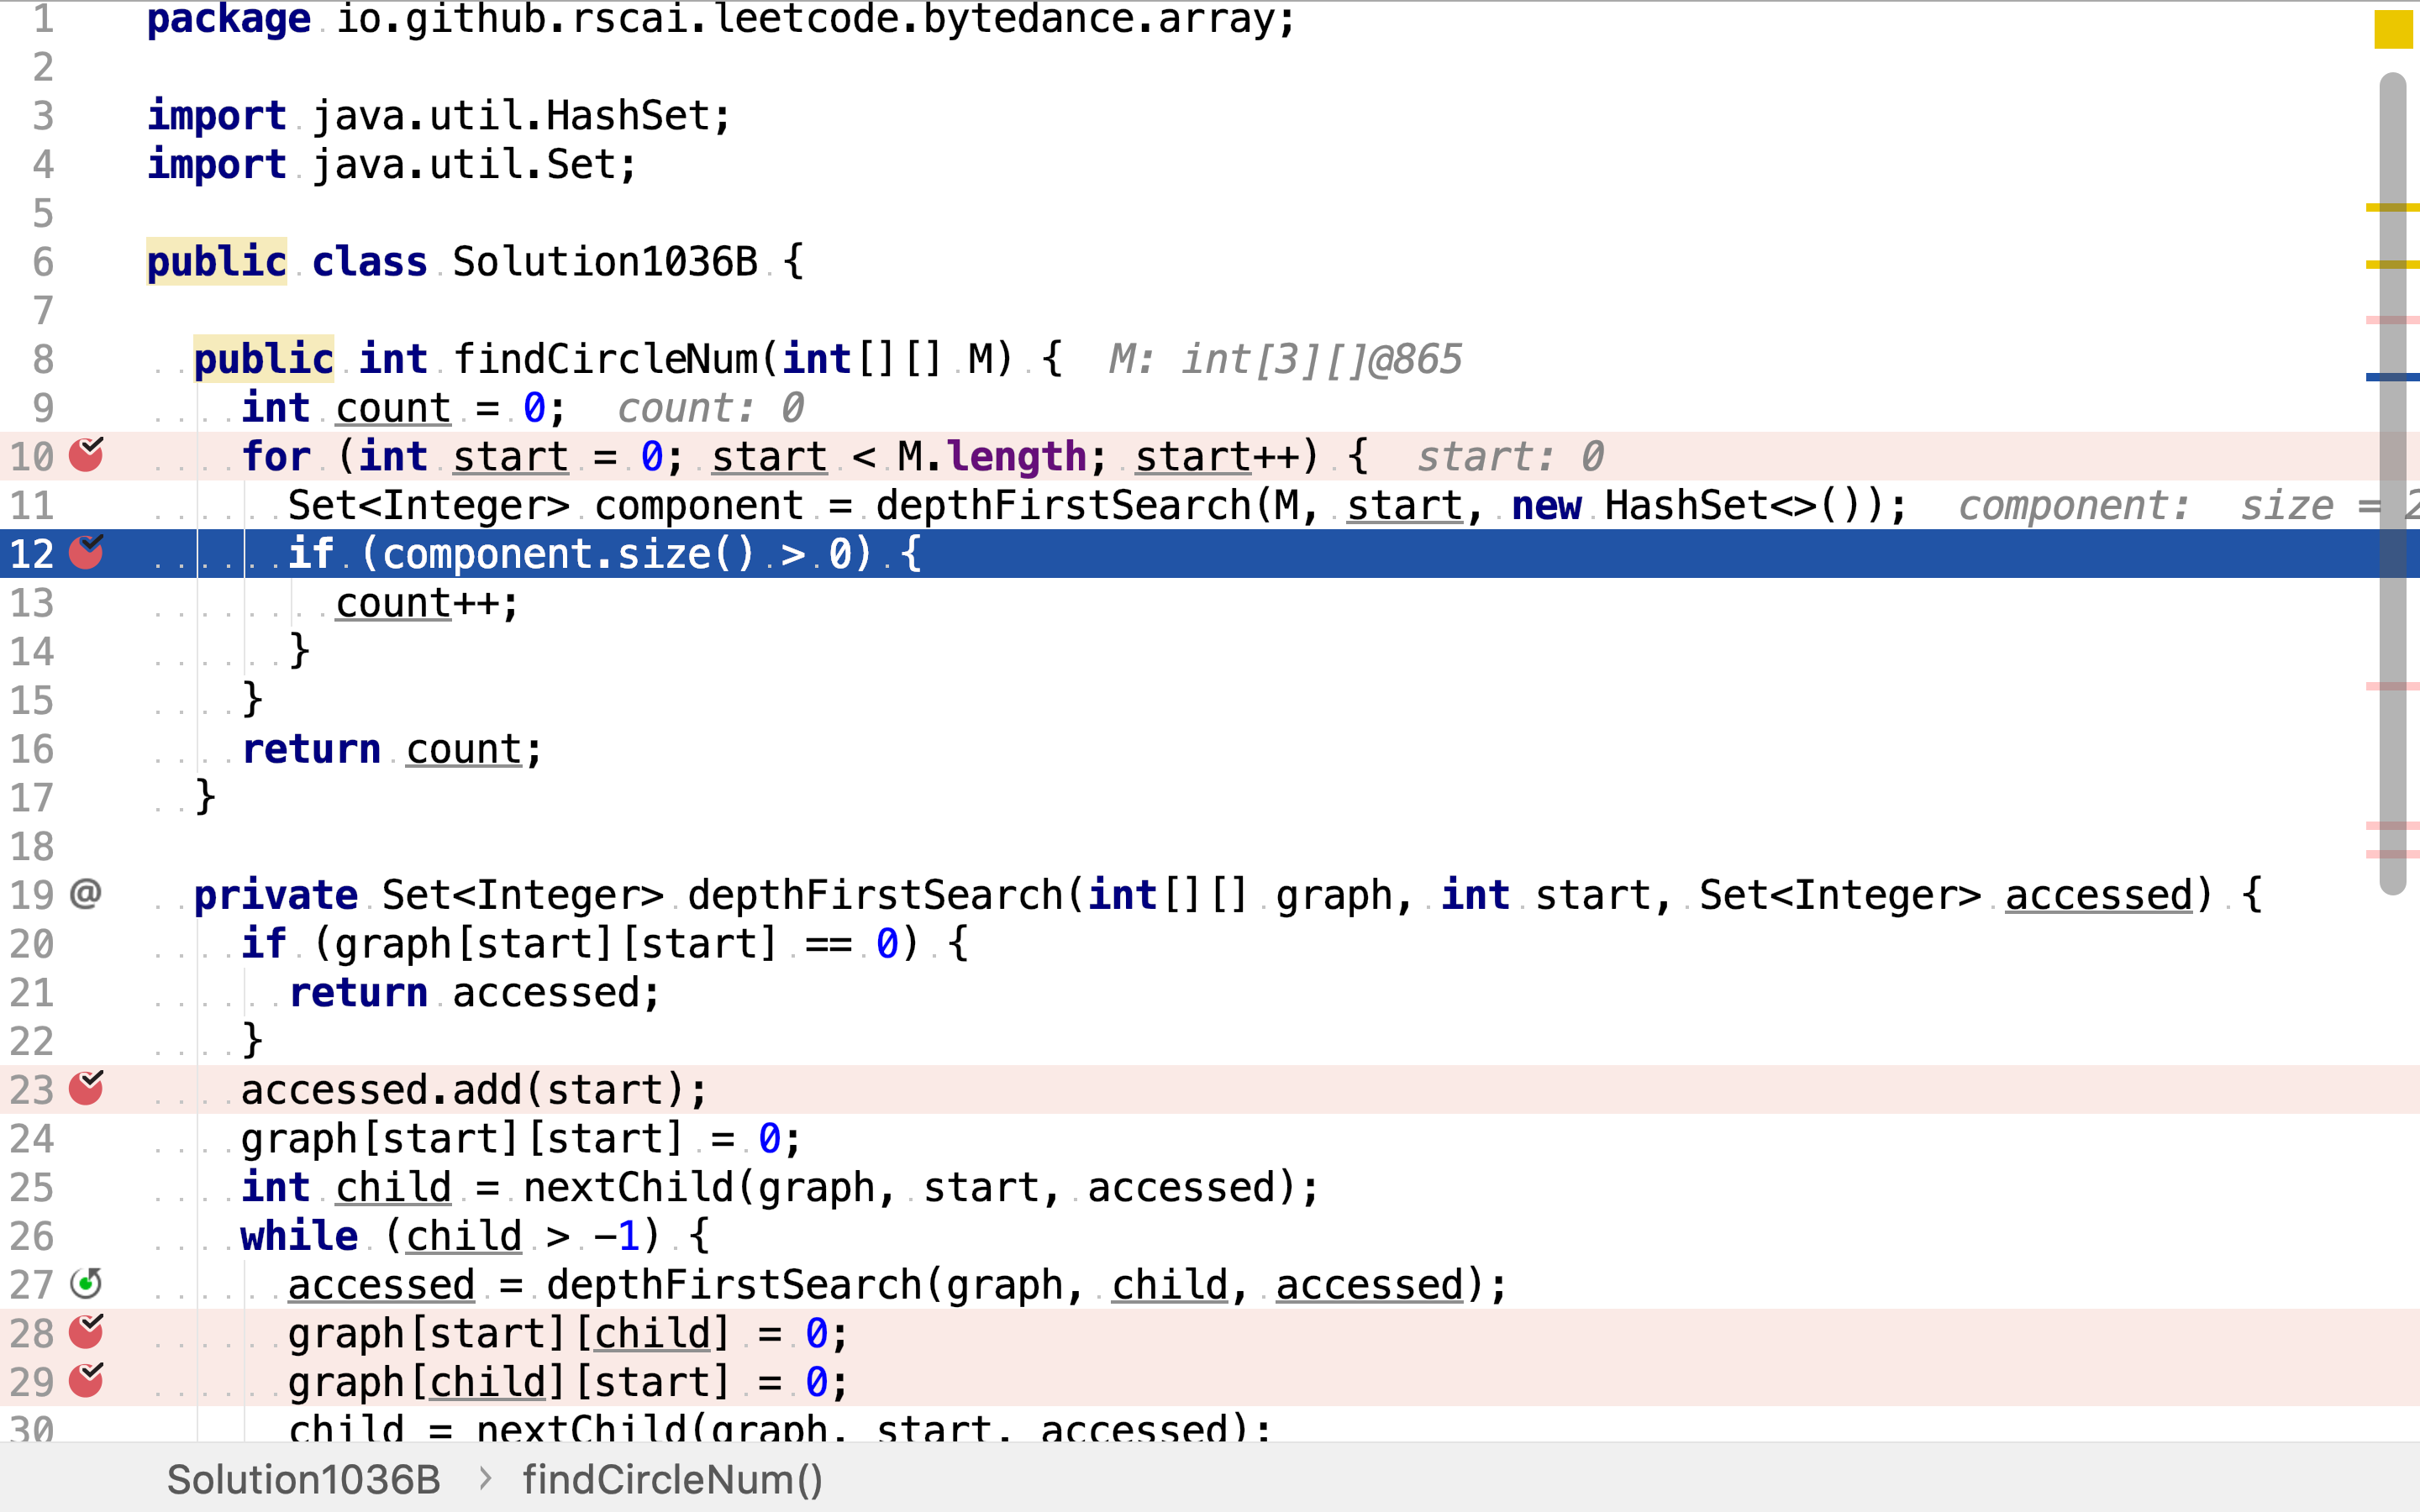 1 package io.github.rscai.leetcode.bytedance.array;
2
3 import java.util.HashSet;
4 import java.util.Set;
5
6 public class Solution1036B {
7
8 public int findCircleNum(int[][] M) { M: int[3][]@865
9 int count = 0; count: 0
10 for (int start = 0; start < M.length; start++) { start: 0
11 Set<Integer> component = depthFirstSearch(M, start, new HashSet<>()); component: size = 2
12 if (component.size() > 0) {
13 count++;
14 }
15 }
16 return count;
17 }
18
19 @ private Set<Integer> depthFirstSearch(int[][] graph, int start, Set<Integer> accessed) {
20 if (graph[start][start] == 0) {
21 return accessed;
22 }
23 accessed.add(start);
24 graph[start][start] = 0;
25 int child = nextChild(graph, start, accessed);
26 while (child > -1) {
27 accessed = depthFirstSearch(graph, child, accessed);
28 graph[start][child] = 0;
29 graph[child][start] = 0;
30 child = nextChild(graph, start, accessed);
Solution1036B > findCircleNum()